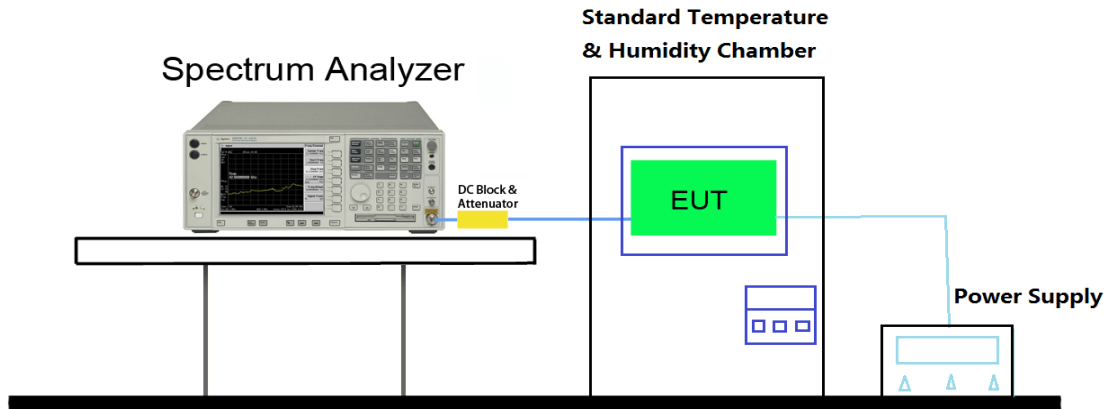 Standard Temperature
& Humidity Chamber
Spectrum Analyzer
DC Block &
Attenuator
EUT
Power Supply